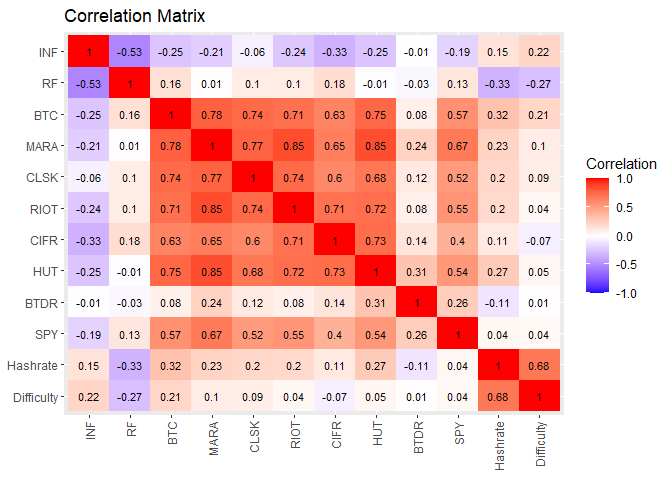 Correlation Matrix
INF 1 -0.53 -0.25 -0.21 -0.06 -0.24 -0.33 -0.25 -0.01 -0.19 0.15 0.22
RF -0.53 1 0.16 0.01 0.1 0.1 0.18 -0.01 -0.03 0.13 -0.33 -0.27
BTC -0.25 0.16 1 0.78 0.74 0.71 0.63 0.75 0.08 0.57 0.32 0.21
MARA -0.21 0.01 0.78 1 0.77 0.85 0.65 0.85 0.24 0.67 0.23 0.1
CLSK -0.06 0.1 0.74 0.77 1 0.74 0.6 0.68 0.12 0.52 0.2 0.09
RIOT -0.24 0.1 0.71 0.85 0.74 1 0.71 0.72 0.08 0.55 0.2 0.04
CIFR -0.33 0.18 0.63 0.65 0.6 0.71 1 0.73 0.14 0.4 0.11 -0.07
HUT -0.25 -0.01 0.75 0.85 0.68 0.72 0.73 1 0.31 0.54 0.27 0.05
BTDR -0.01 -0.03 0.08 0.24 0.12 0.08 0.14 0.31 1 0.26 -0.11 0.01
SPY -0.19 0.13 0.57 0.67 0.52 0.55 0.4 0.54 0.26 1 0.04 0.04
Hashrate 0.15 -0.33 0.32 0.23 0.2 0.2 0.11 0.27 -0.11 0.04 1 0.68
Difficulty 0.22 -0.27 0.21 0.1 0.09 0.04 -0.07 0.05 0.01 0.04 0.68 1
INF RF BTC MARA CLSK RIOT CIFR HUT BTDR SPY Hashrate Difficulty
Correlation
1.0
0.5
0.0
-0.5
-1.0